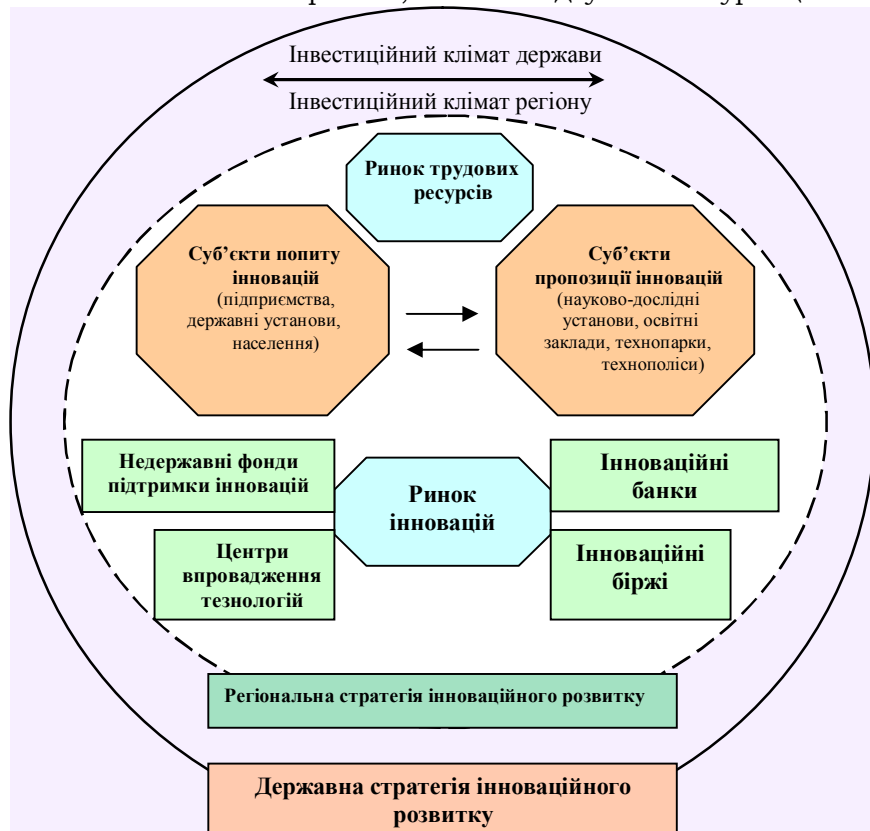 Інвестиційний клімат держави
Інвестиційний клімат регіону
Ринок трудових
ресурсів
Суб’єкти попиту
інновацій
(підприємства,
державні установи,
населення)
Суб’єкти
пропозиції інновацій
(науково-дослідні
установи, освітні
заклади, технопарки,
технополіси)
Недержавні фонди
підтримки інновацій
Ринок
інновацій
Інноваційні
банки
Центри
впровадження
тезнологій
Інноваційні
біржі
Регіональна стратегія інноваційного розвитку
Державна стратегія інноваційного
розвитку